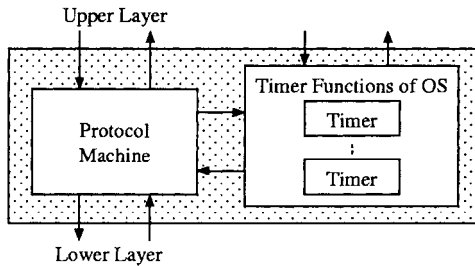 Upper Layer
Timer Functions of OS
Timer
Protocol
Machine
Timer
Lower Layer